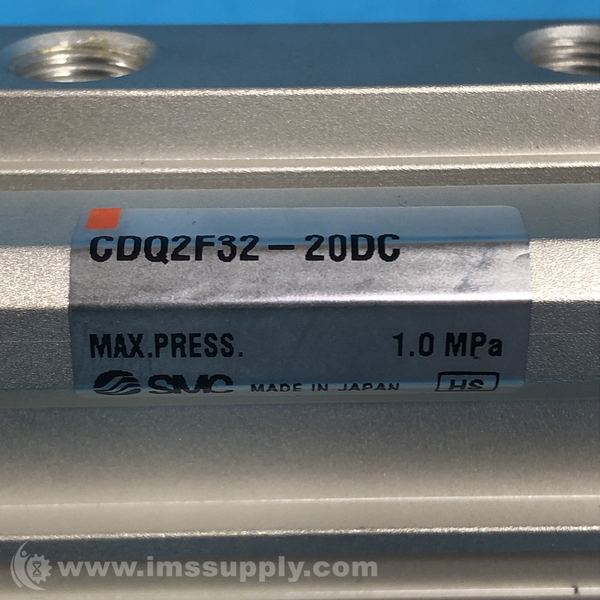 CDQ2F32-20DC
MAX.PRESS. 1.0 MPa
SMC MADE IN JAPAN HS
www.imssupply.com